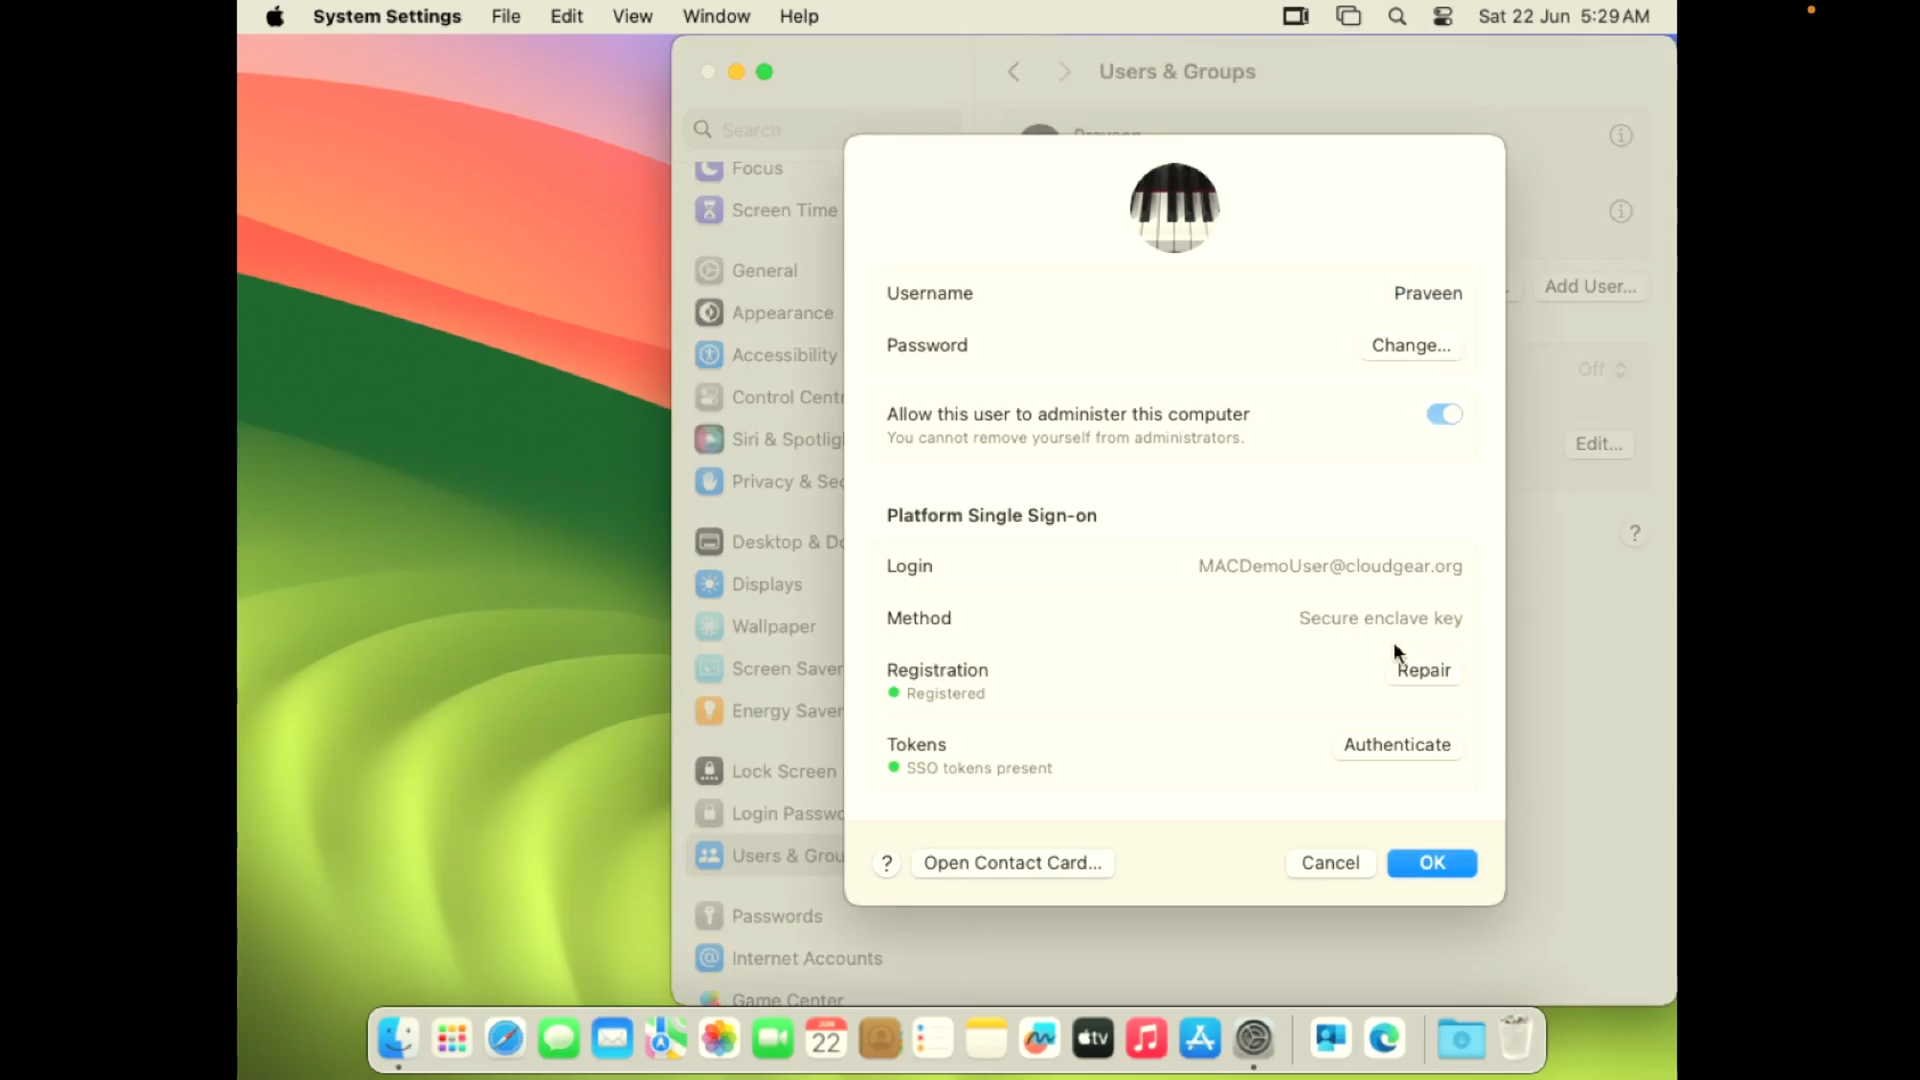 System Settings File Edit View Window Help Sat 22 Jun 5:29 AM
Users & Groups
Search
Focus
Screen Time
General
Appearance
Accessibility
Control Cent
Siri & Spotlig
Privacy & Se
Desktop & D
Displays
Wallpaper
Screen Saver
Energy Saver
Lock Screen
Login Passwo
Users & Grou
Passwords
Internet Accounts
Game Center
Praveen
Add User...
Off
Edit...
?
Username Praveen
Password Change...
Allow this user to administer this computer
You cannot remove yourself from administrators.
Platform Single Sign-on
Login MACDemoUser@cloudgear.org
Method Secure enclave key
Registration Repair
Registered
Tokens Authenticate
SSO tokens present
? Open Contact Card... Cancel OK
JUN
22
tv